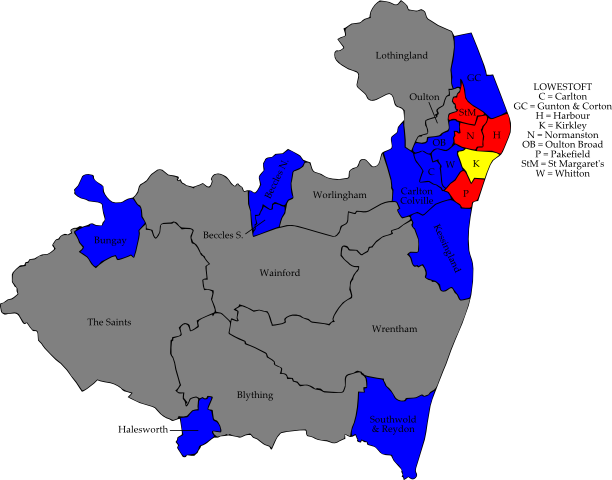 Lothingland
GC
LOWESTOFT
C = Carlton
GC = Gunton & Corton
H = Harbour
K = Kirkley
N = Normanston
OB = Oulton Broad
P = Pakefield
StM = St Margaret's
W = Whitton
Oulton
StM
N
H
OB
K
W
C
Worlingham
Carlton
Colville
P
Beccles S.
Bungay
Kessingland
Wainford
The Saints
Wrentham
Blything
Halesworth
Southwold
& Reydon